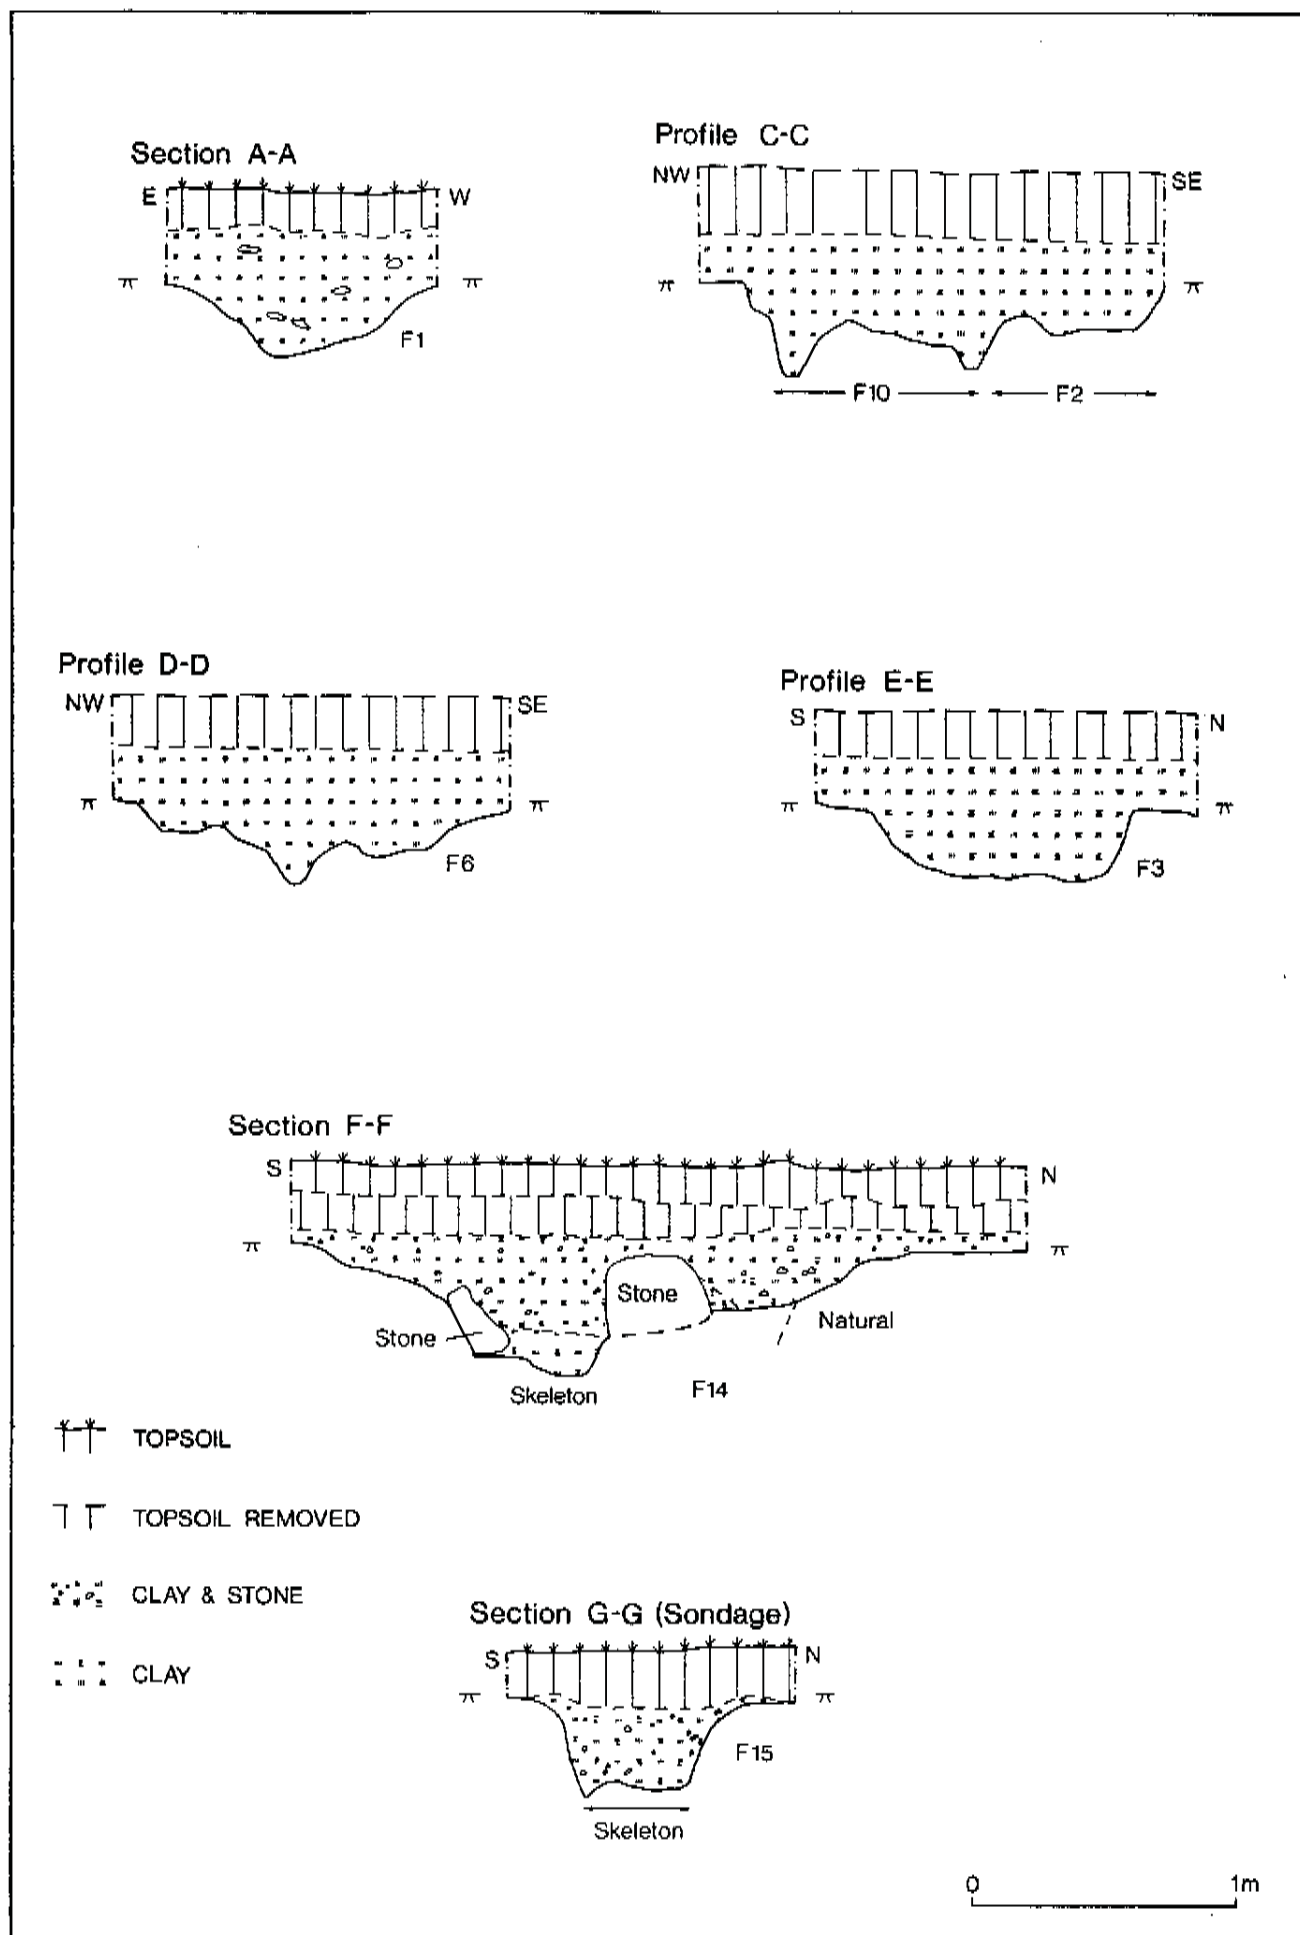 Section A-A
E W
F1
Profile C-C
NW SE
F10 F2
Profile D-D
NW SE
F6
Profile E-E
S N
F3
Section F-F
S N
Stone
Stone
Natural
Skeleton
F14
TOPSOIL
TOPSOIL REMOVED
CLAY & STONE
CLAY
Section G-G (Sondage)
S N
F15
Skeleton
0 1m